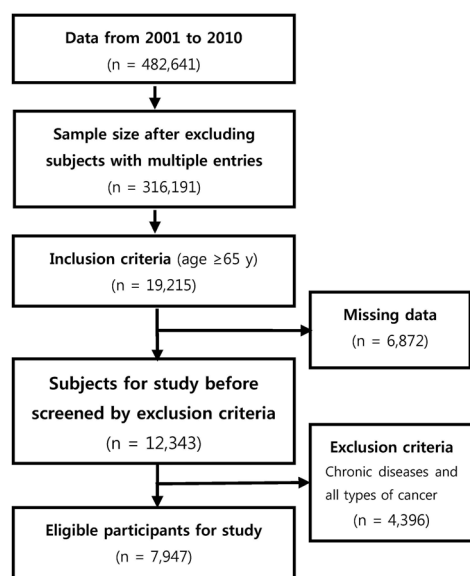 Data from 2001 to 2010
(n = 482,641)
Sample size after excluding
subjects with multiple entries
(n = 316,191)
Inclusion criteria (age ≥65 y)
(n = 19,215)
Missing data
(n = 6,872)
Subjects for study before
screened by exclusion criteria
(n = 12,343)
Exclusion criteria
Chronic diseases and
all types of cancer
(n = 4,396)
Eligible participants for study
(n = 7,947)